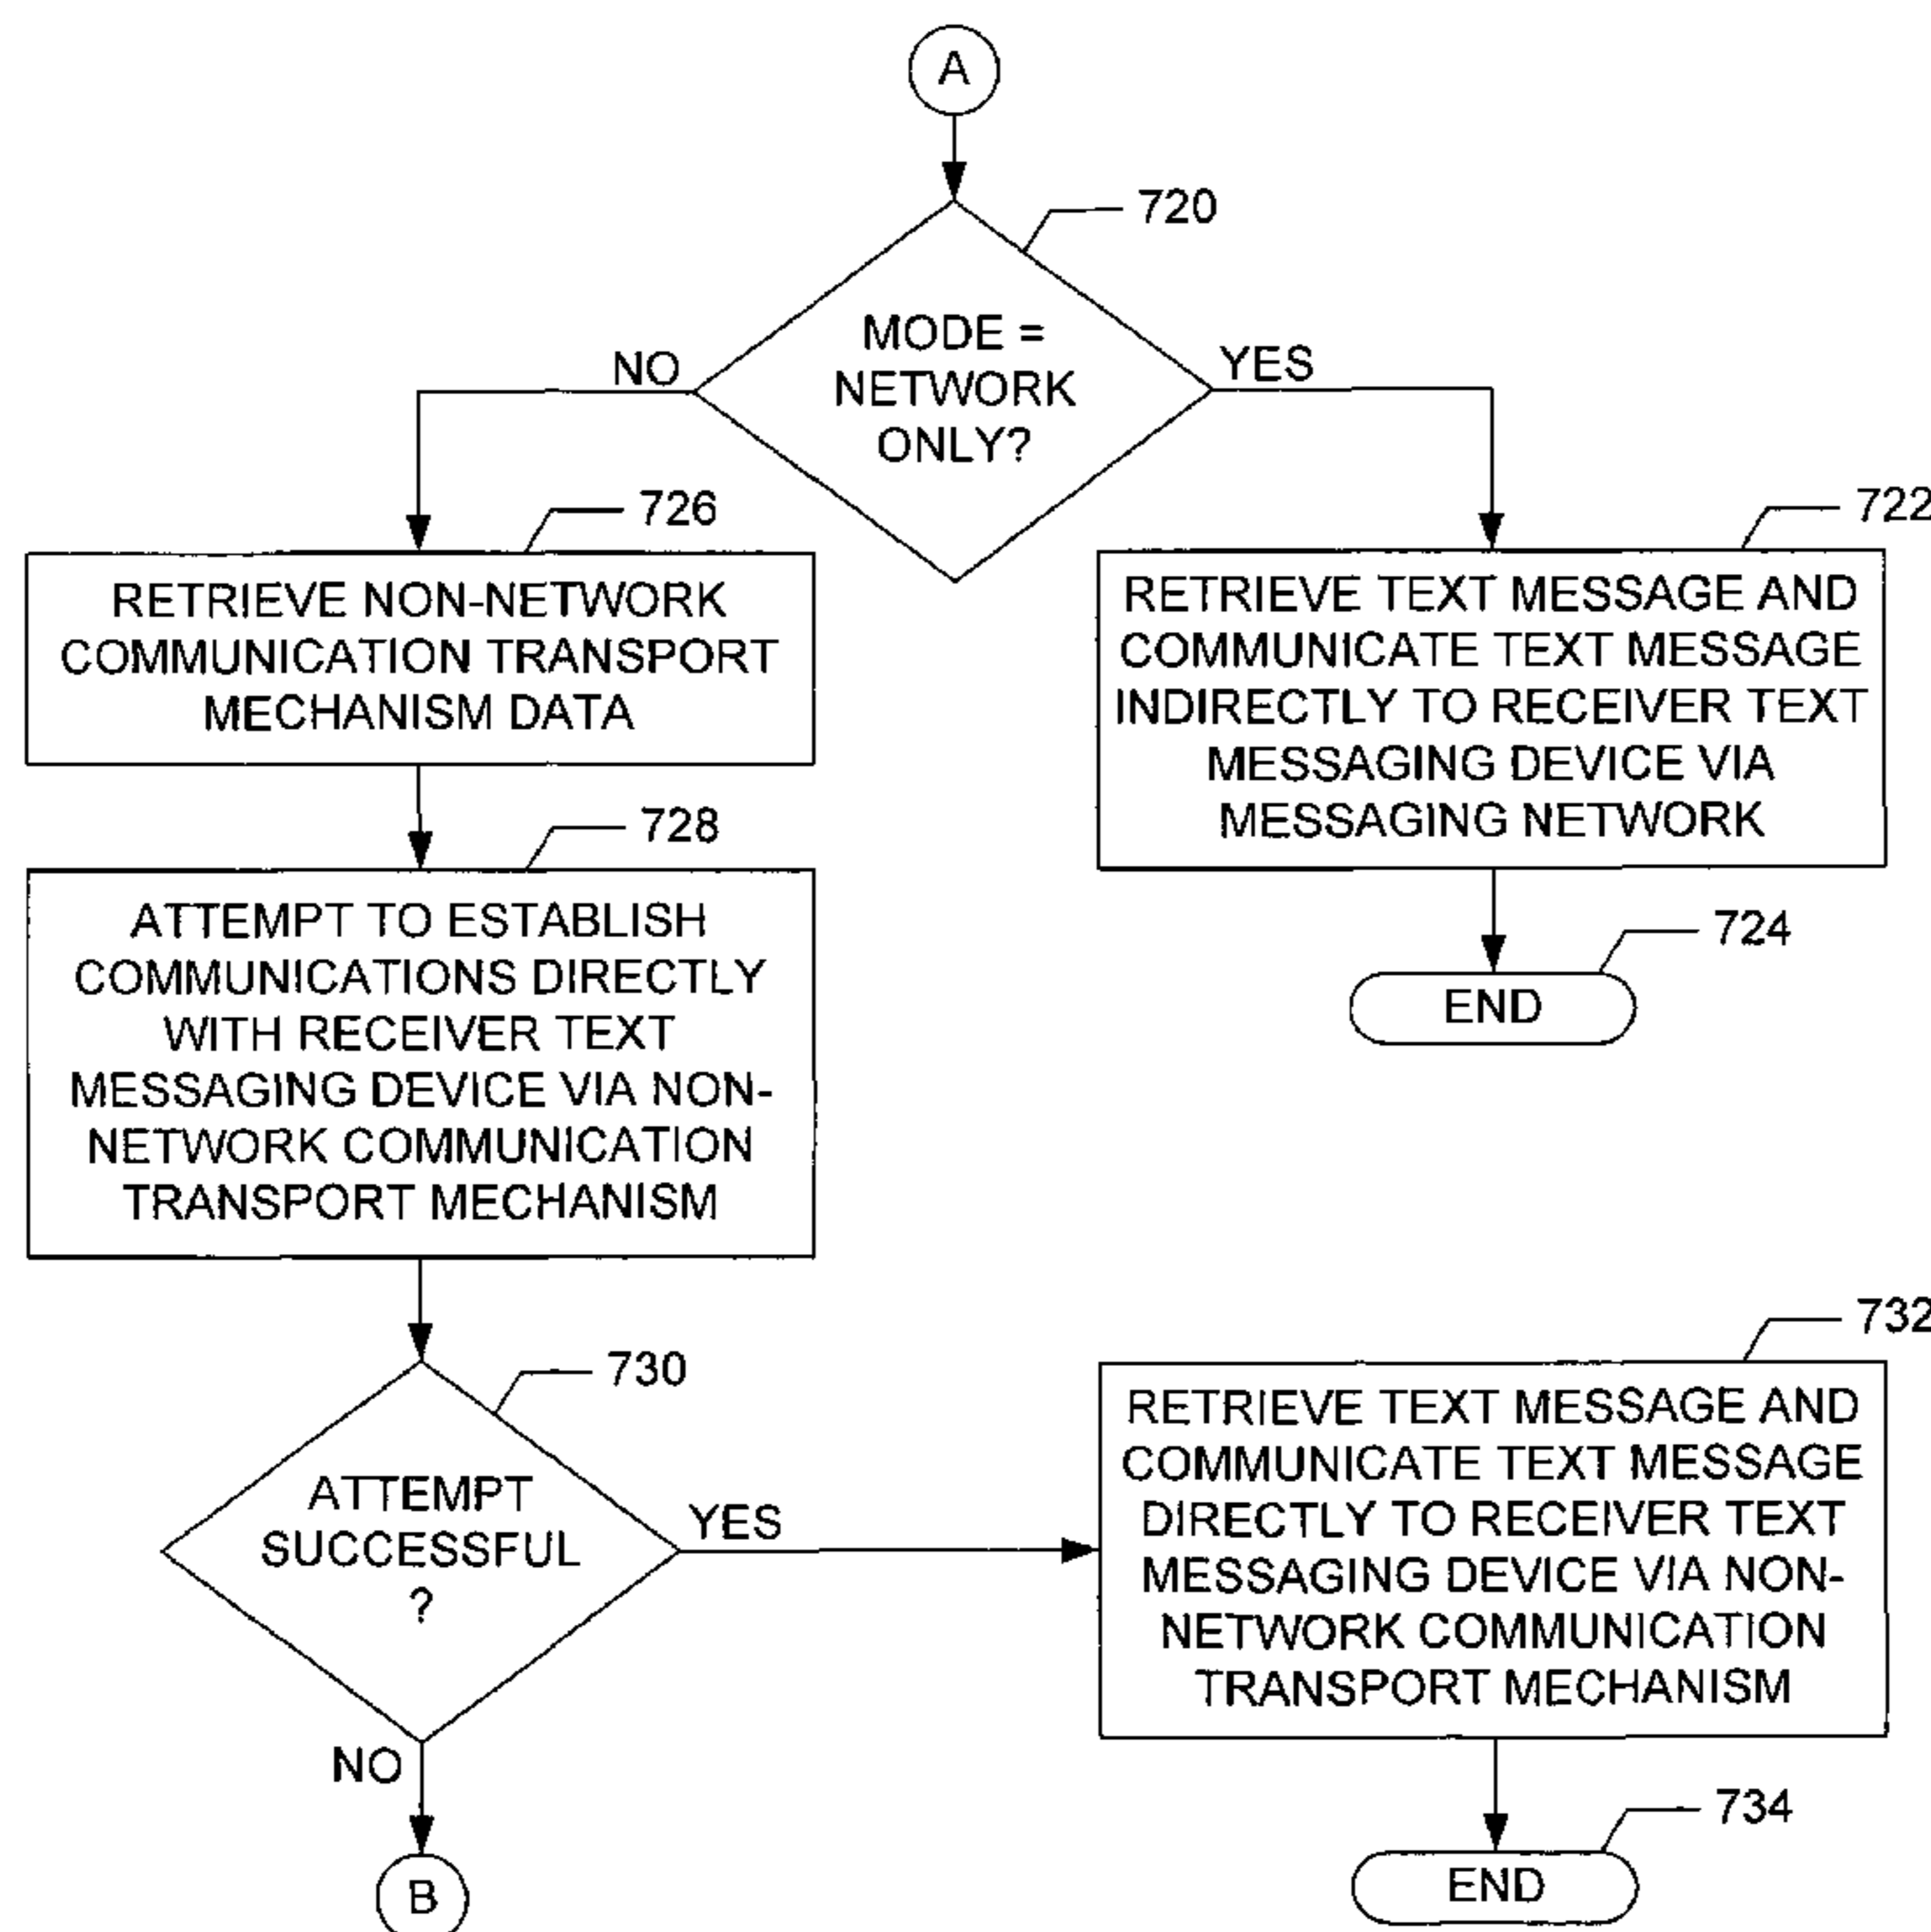 A
720
MODE =
NETWORK
ONLY?
NO
YES
726
RETRIEVE NON-NETWORK
COMMUNICATION TRANSPORT
MECHANISM DATA
722
RETRIEVE TEXT MESSAGE AND
COMMUNICATE TEXT MESSAGE
INDIRECTLY TO RECEIVER TEXT
MESSAGING DEVICE VIA
MESSAGING NETWORK
728
ATTEMPT TO ESTABLISH
COMMUNICATIONS DIRECTLY
WITH RECEIVER TEXT
MESSAGING DEVICE VIA NON-
NETWORK COMMUNICATION
TRANSPORT MECHANISM
724
END
730
ATTEMPT
SUCCESSFUL
?
YES
NO
732
RETRIEVE TEXT MESSAGE AND
COMMUNICATE TEXT MESSAGE
DIRECTLY TO RECEIVER TEXT
MESSAGING DEVICE VIA NON-
NETWORK COMMUNICATION
TRANSPORT MECHANISM
734
END
B